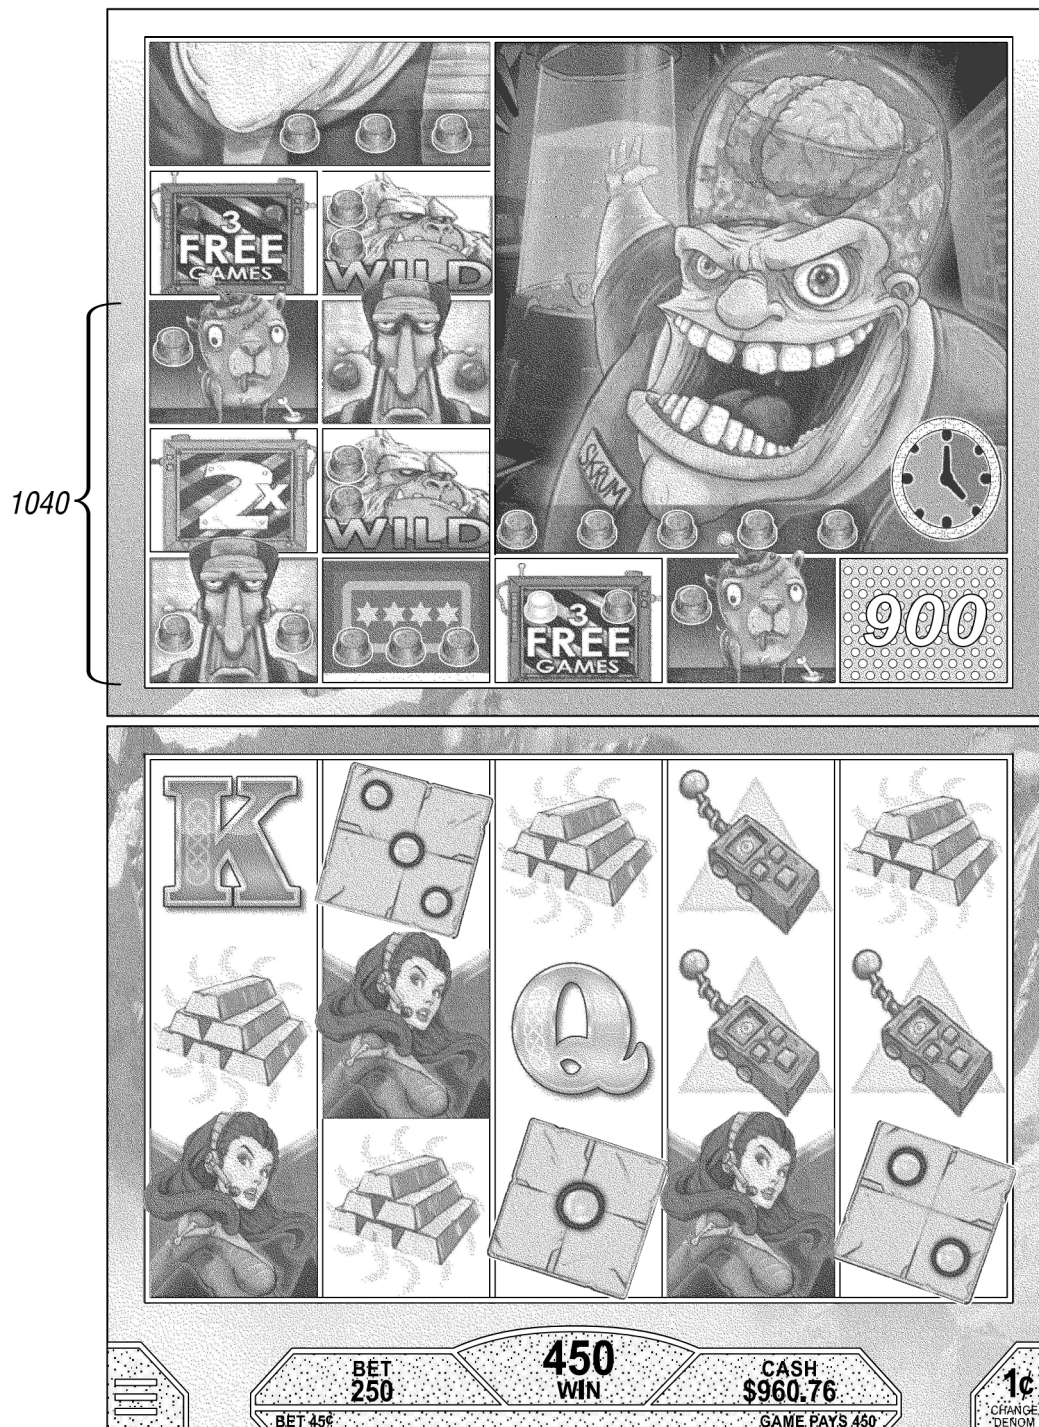 3
FREE
GAMES
WILD
1040
2x
WILD
SKRUM
3
FREE
GAMES
900
K
Q
450
WIN
BET
250
CASH
$960.76
1¢
CHANGE
DENOM
BET 45¢
GAME PAYS 450